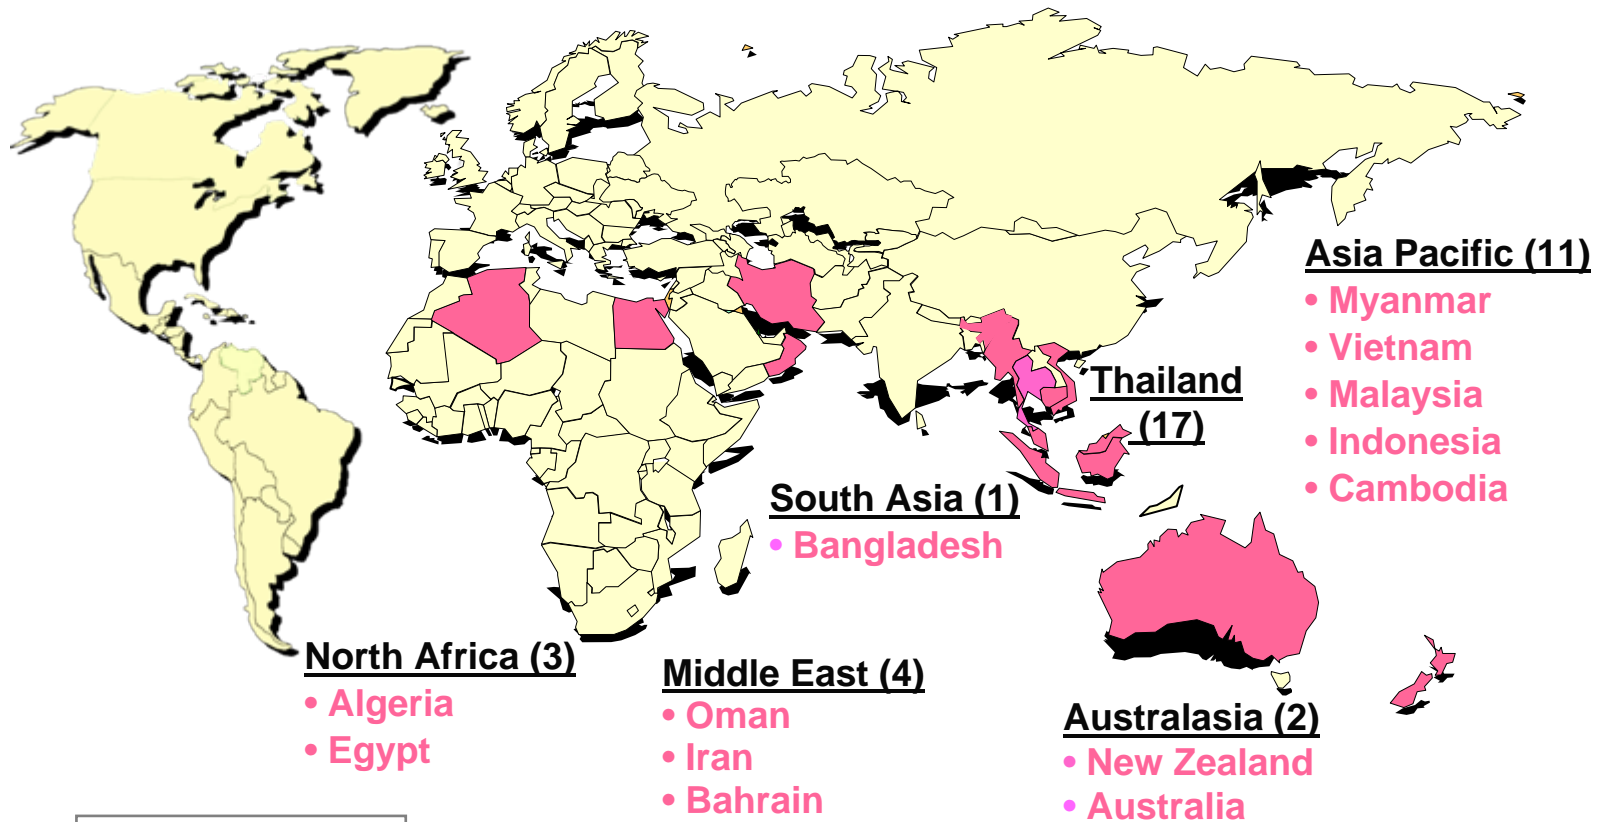 Asia Pacific (11)
• Myanmar
• Vietnam
• Malaysia
• Indonesia
• Cambodia
Thailand
(17)
South Asia (1)
• Bangladesh
North Africa (3)
• Algeria
• Egypt
Middle East (4)
• Oman
• Iran
• Bahrain
Australasia (2)
• New Zealand
• Australia